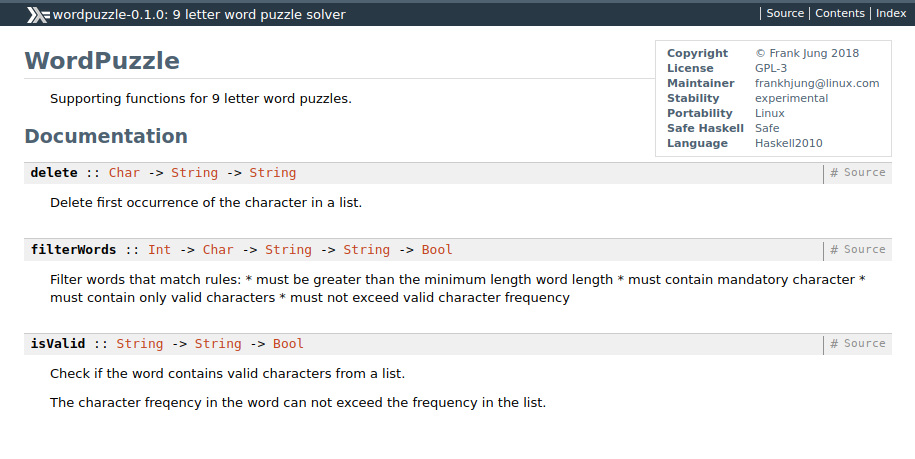 wordpuzzle-0.1.0: 9 letter word puzzle solver
Source | Contents | Index
WordPuzzle
Copyright © Frank Jung 2018
License GPL-3
Maintainer frankhjung@linux.com
Stability experimental
Portability Linux
Safe Haskell Safe
Language Haskell2010
Supporting functions for 9 letter word puzzles.
Documentation
delete :: Char -> String -> String
# Source
Delete first occurrence of the character in a list.
filterWords :: Int -> Char -> String -> String -> Bool
# Source
Filter words that match rules: * must be greater than the minimum length word length * must contain mandatory character *
must contain only valid characters * must not exceed valid character frequency
isValid :: String -> String -> Bool
# Source
Check if the word contains valid characters from a list.
The character freqency in the word can not exceed the frequency in the list.